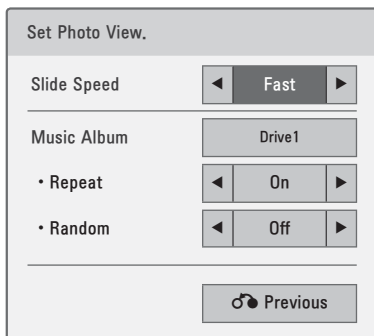 Set Photo View.
Slide Speed ◄ Fast ►
Music Album Drive1
• Repeat ◄ On ►
• Random ◄ Off ►
Previous